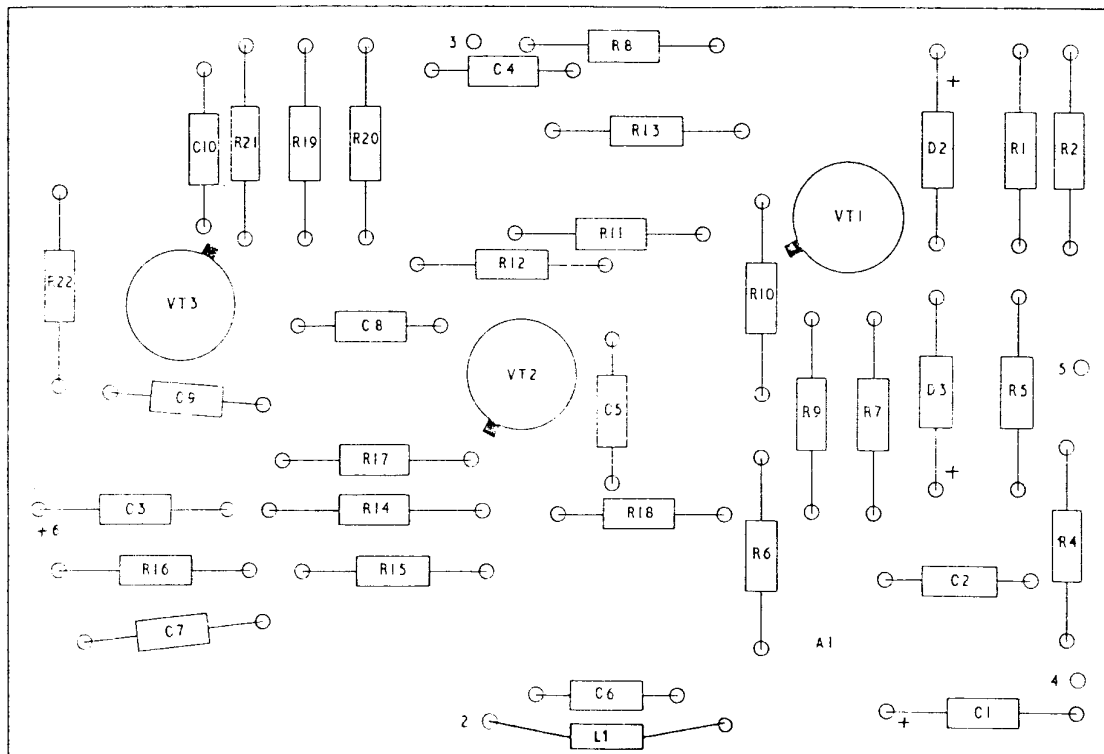 3
R8
C4
+
C10
R21
R19
R20
R13
D2
R1
R2
VT1
R11
R12
R10
R22
VT3
C8
VT2
5
C9
C5
R9
R7
D3
R5
R17
+
C3
R14
R18
+6
R6
R4
R16
R15
C2
C7
A1
4
C6
2
L1
+
C1